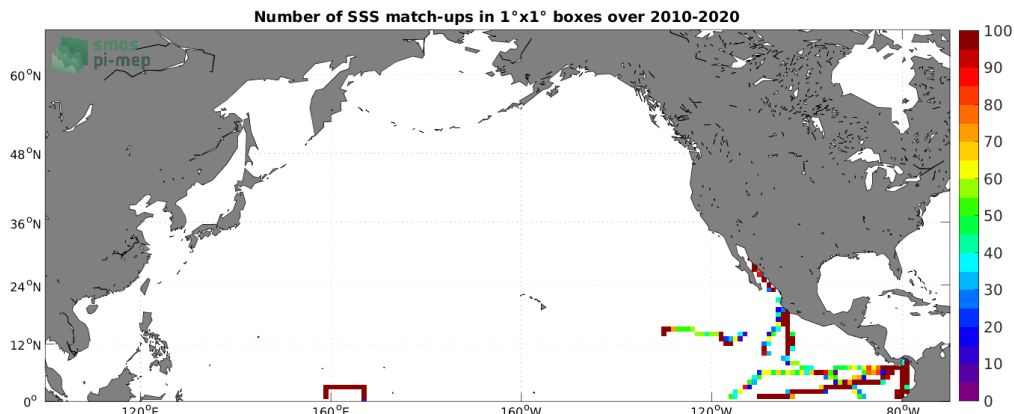 Number of SSS match-ups in 1°x1° boxes over 2010-2020
smos
pi-mep
60°N
48°N
36°N
24°N
12°N
0°
120°E
160°E
160°W
120°W
80°W
100
90
80
70
60
50
40
30
20
10
0